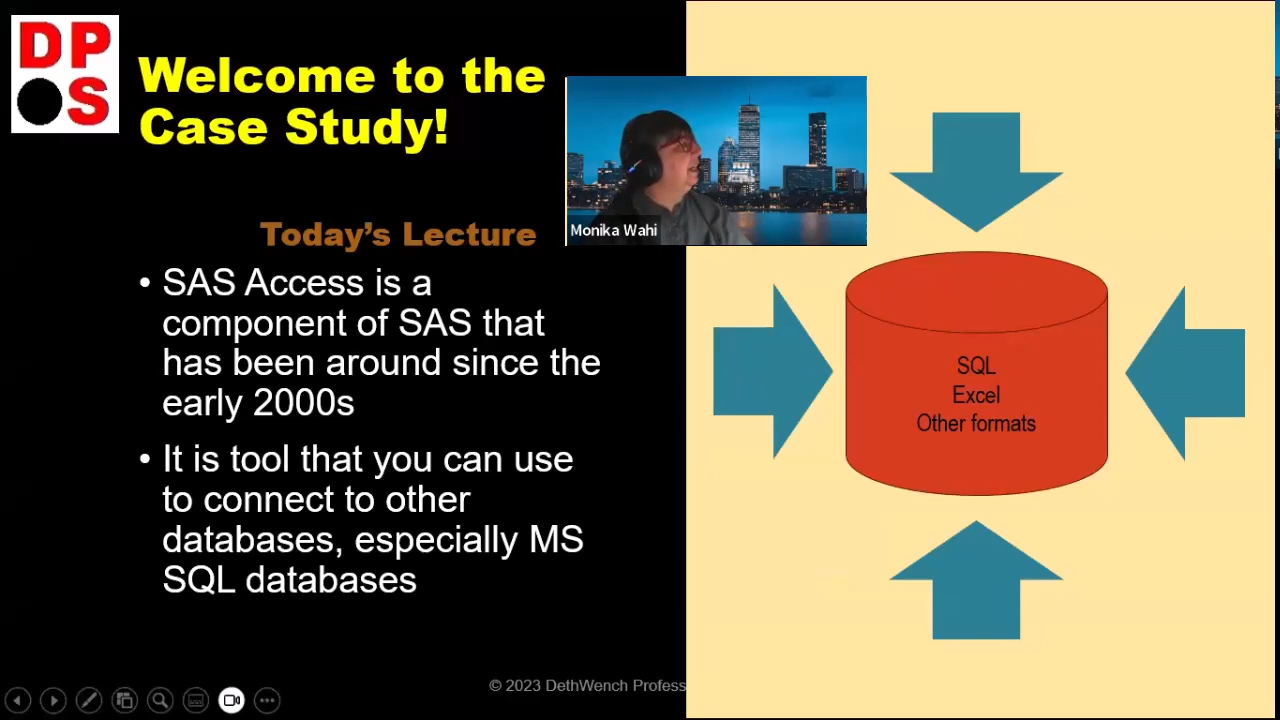 DP
S
Welcome to the
Case Study!
Monika Wahi
Today's Lecture
• SAS Access is a
component of SAS that
has been around since the
early 2000s
• It is tool that you can use
to connect to other
databases, especially MS
SQL databases
SQL
Excel
Other formats
© 2023 DethWench Profess